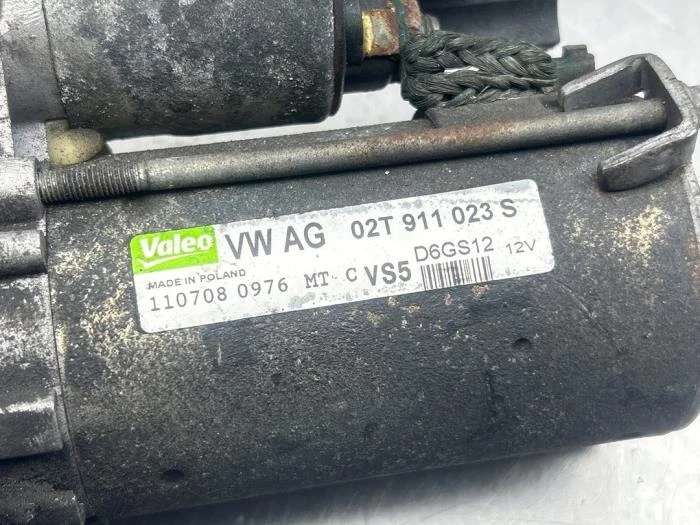 Valeo VW AG 02T 911 023 S
MADE IN POLAND
110708 0976 MT C VS5 D6GS12 12V